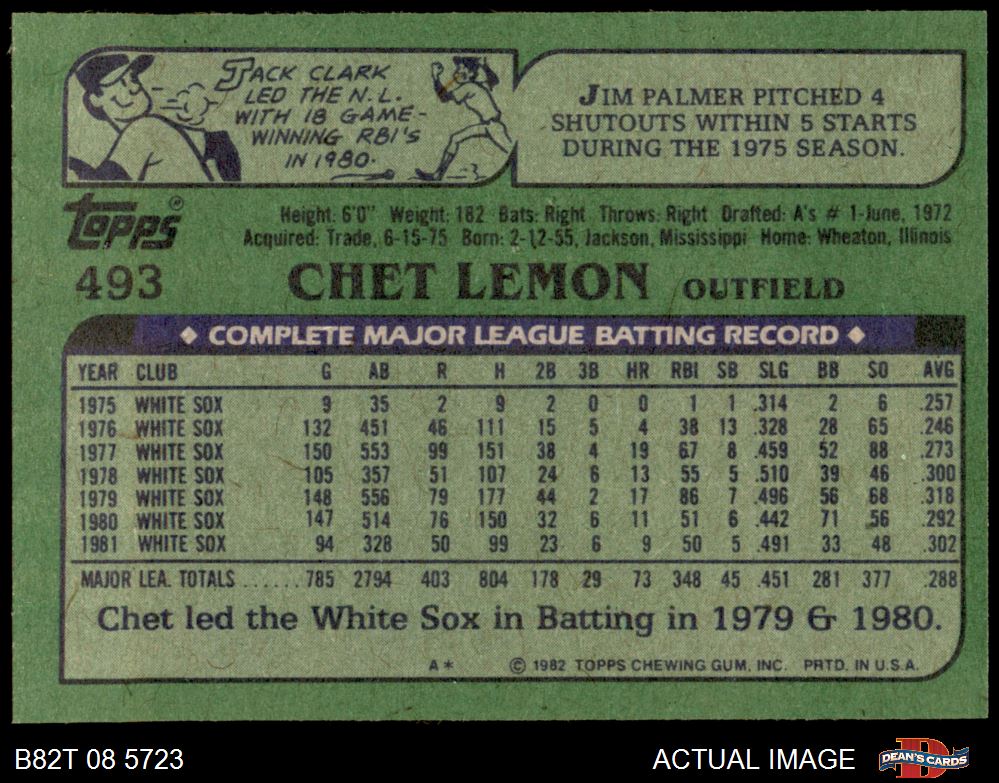 JACK CLARK
LED THE N.L.
WITH 18 GAME-
WINNING RBI'S
IN 1980.
JIM PALMER PITCHED 4
SHUTOUTS WITHIN 5 STARTS
DURING THE 1975 SEASON.
topps®
Height: 6'0" Weight: 182 Bats: Right Throws: Right Drafted: A's # 1-June, 1972
Acquired: Trade, 6-15-75 Born: 2-12-55, Jackson, Mississippi Home: Wheaton, Illinois
493 CHET LEMON OUTFIELD
◆ COMPLETE MAJOR LEAGUE BATTING RECORD ◆
YEAR CLUB G AB R H 2B 3B HR RBI SB SLG BB SO AVG
1975 WHITE SOX 9 35 2 9 2 0 0 1 1 .314 2 6 .257
1976 WHITE SOX 132 451 46 111 15 5 4 38 13 .328 28 65 .246
1977 WHITE SOX 150 553 99 151 38 4 19 67 8 .459 52 88 .273
1978 WHITE SOX 105 357 51 107 24 6 13 55 5 .510 39 46 .300
1979 WHITE SOX 148 556 79 177 44 2 17 86 7 .496 56 68 .318
1980 WHITE SOX 147 514 76 150 32 6 11 51 6 .442 71 56 .292
1981 WHITE SOX 94 328 50 99 23 6 9 50 5 .491 33 48 .302
MAJOR LEA. TOTALS ......785 2794 403 804 178 29 73 348 45 .451 281 377 .288
Chet led the White Sox in Batting in 1979 & 1980.
A* © 1982 TOPPS CHEWING GUM, INC. PRTD. IN U.S.A.
B82T 08 5723 ACTUAL IMAGE DEAN'S CARDS